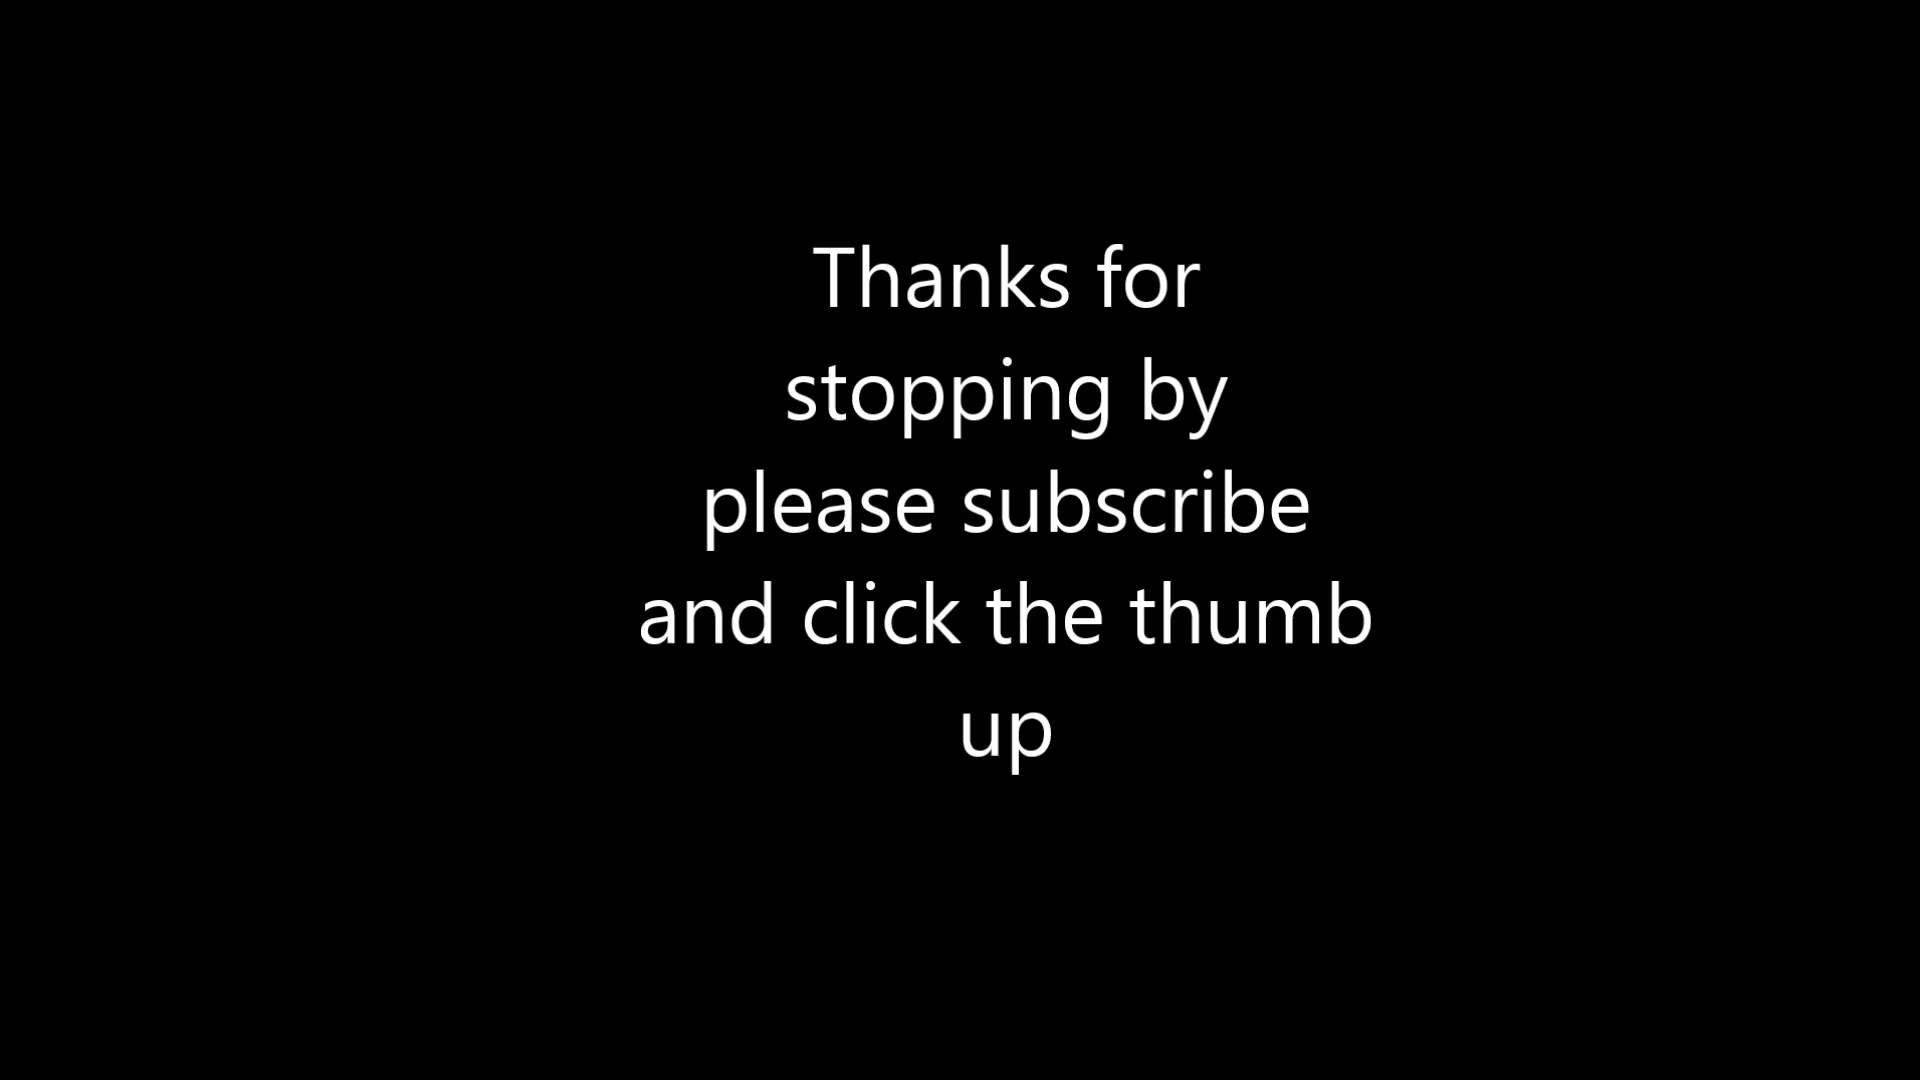 Thanks for
stopping by
please subscribe
and click the thumb
up